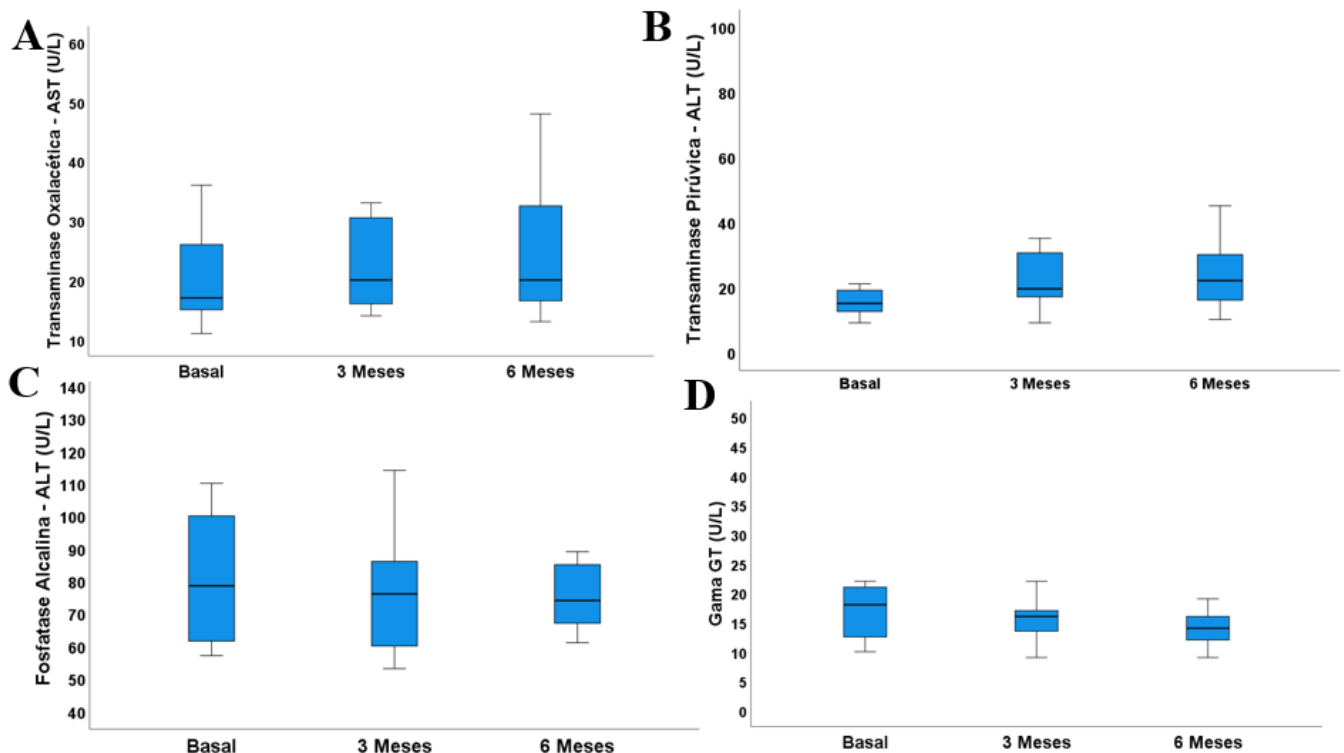 A
Transaminase Oxalacética - AST (U/L)
60
50
40
30
20
10
Basal
3 Meses
6 Meses
B
Transaminase Pirúvica - ALT (U/L)
100
80
60
40
20
0
Basal
3 Meses
6 Meses
C
Fosfatase Alcalina - ALT (U/L)
140
130
120
110
100
90
80
70
60
50
40
Basal
3 Meses
6 Meses
D
Gama GT (U/L)
50
45
40
35
30
25
20
15
10
5
0
Basal
3 Meses
6 Meses